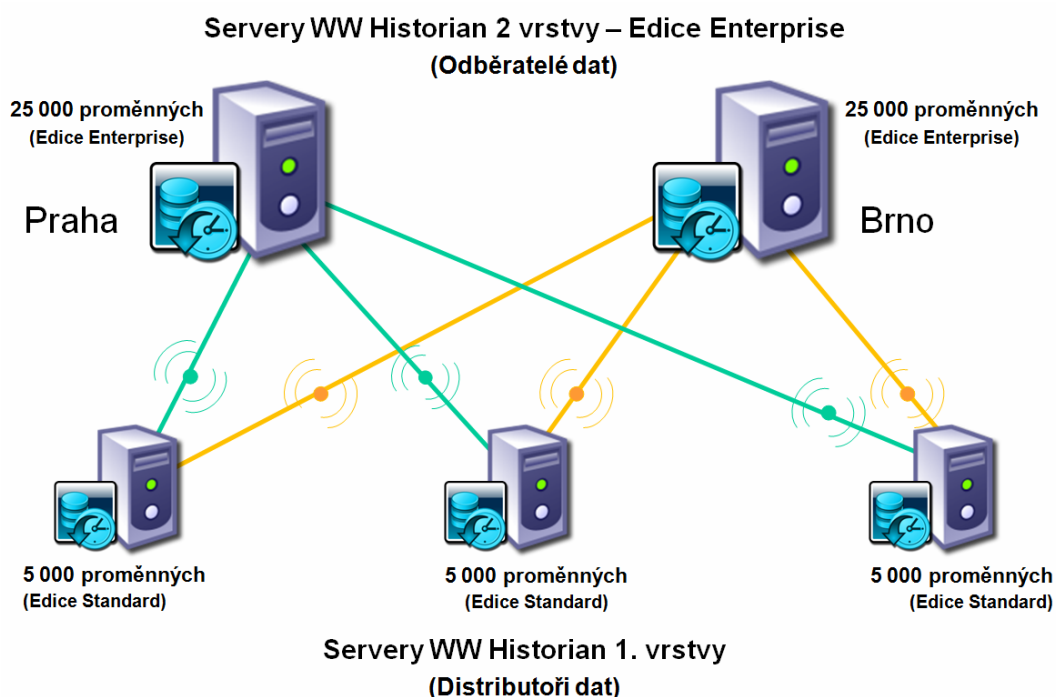 Servery WW Historian 2 vrstvy – Edice Enterprise
(Odběratelé dat)
25 000 proměnných
(Edice Enterprise)
25 000 proměnných
(Edice Enterprise)
Praha
Brno
5 000 proměnných
(Edice Standard)
5 000 proměnných
(Edice Standard)
5 000 proměnných
(Edice Standard)
Servery WW Historian 1. vrstvy
(Distributoři dat)